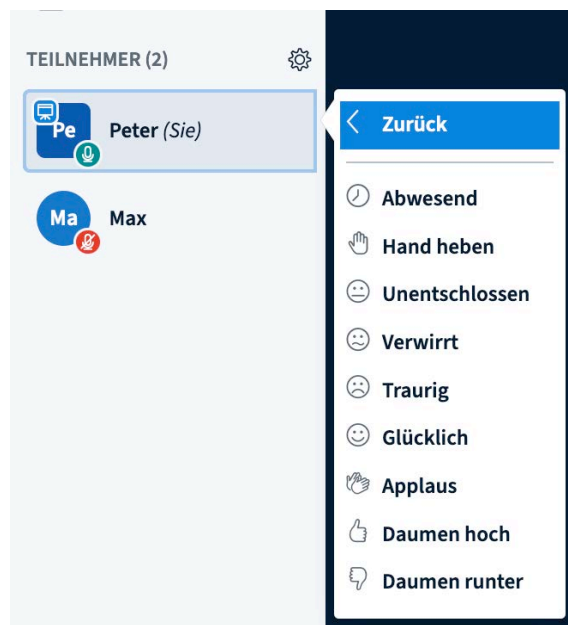 TEILNEHMER (2)
Pe
Peter (Sie)
Ma
Max
Zurück
Abwesend
Hand heben
Unentschlossen
Verwirrt
Traurig
Glücklich
Applaus
Daumen hoch
Daumen runter